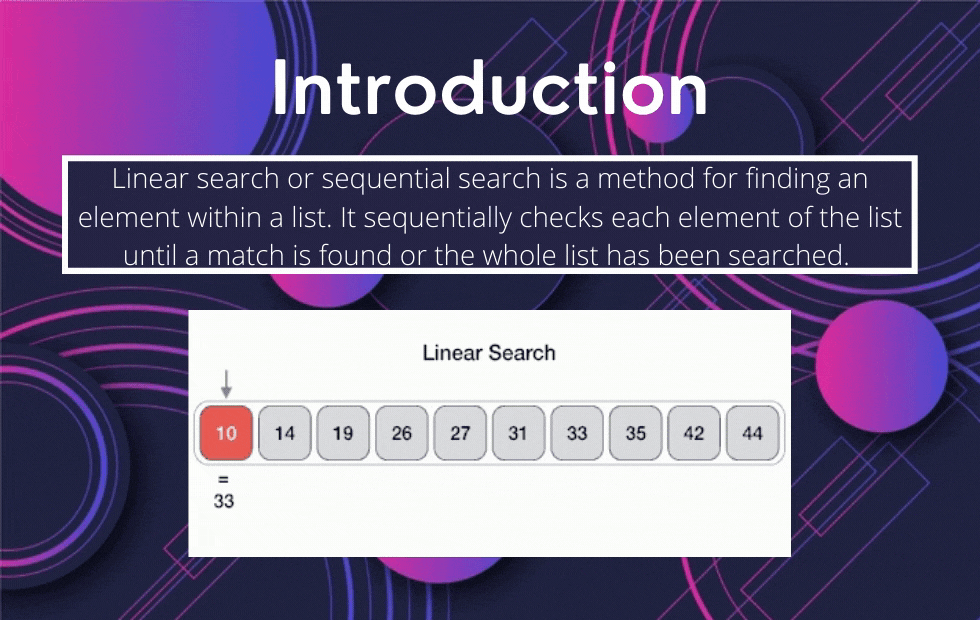 Introduction
Linear search or sequential search is a method for finding an
element within a list. It sequentially checks each element of the list
until a match is found or the whole list has been searched.
Linear Search
10 14 19 26 27 31 33 35 42 44
=
33